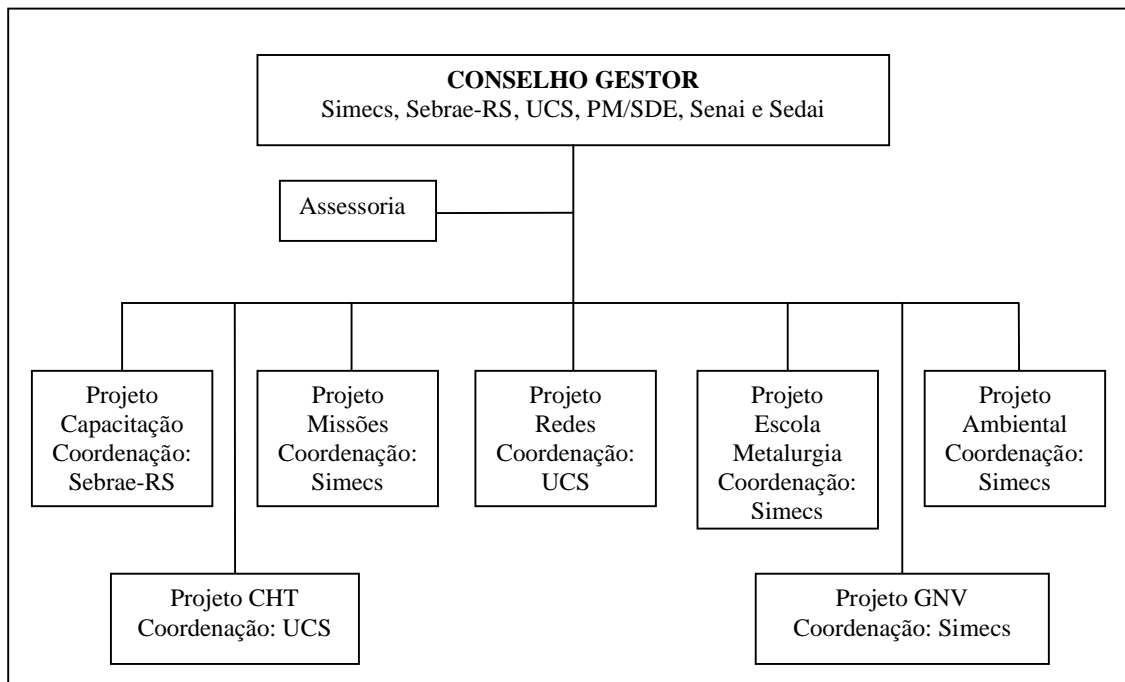 CONSELHO GESTOR
Simecs, Sebrae-RS, UCS, PM/SDE, Senai e Sedai
Assessoria
Projeto
Capacitação
Coordenação:
Sebrae-RS
Projeto
Missões
Coordenação:
Simecs
Projeto
Redes
Coordenação:
UCS
Projeto
Escola
Metalurgia
Coordenação:
Simecs
Projeto
Ambiental
Coordenação:
Simecs
Projeto CHT
Coordenação: UCS
Projeto GNV
Coordenação: Simecs